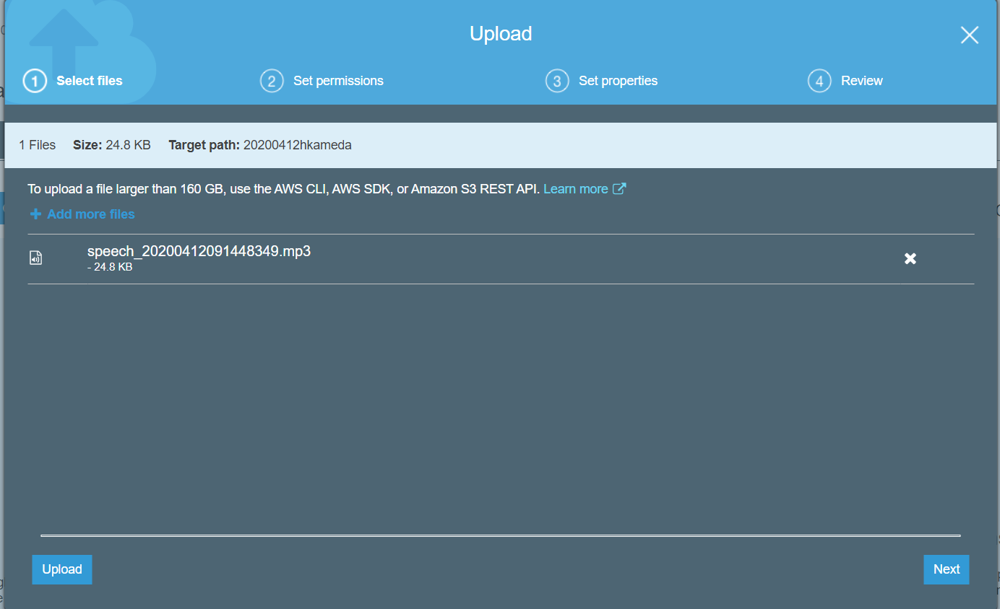 Upload
1 Select files 2 Set permissions 3 Set properties 4 Review
1 Files Size: 24.8 KB Target path: 20200412hkameda
To upload a file larger than 160 GB, use the AWS CLI, AWS SDK, or Amazon S3 REST API. Learn more
Add more files
speech_20200412091448349.mp3
- 24.8 KB
Upload Next